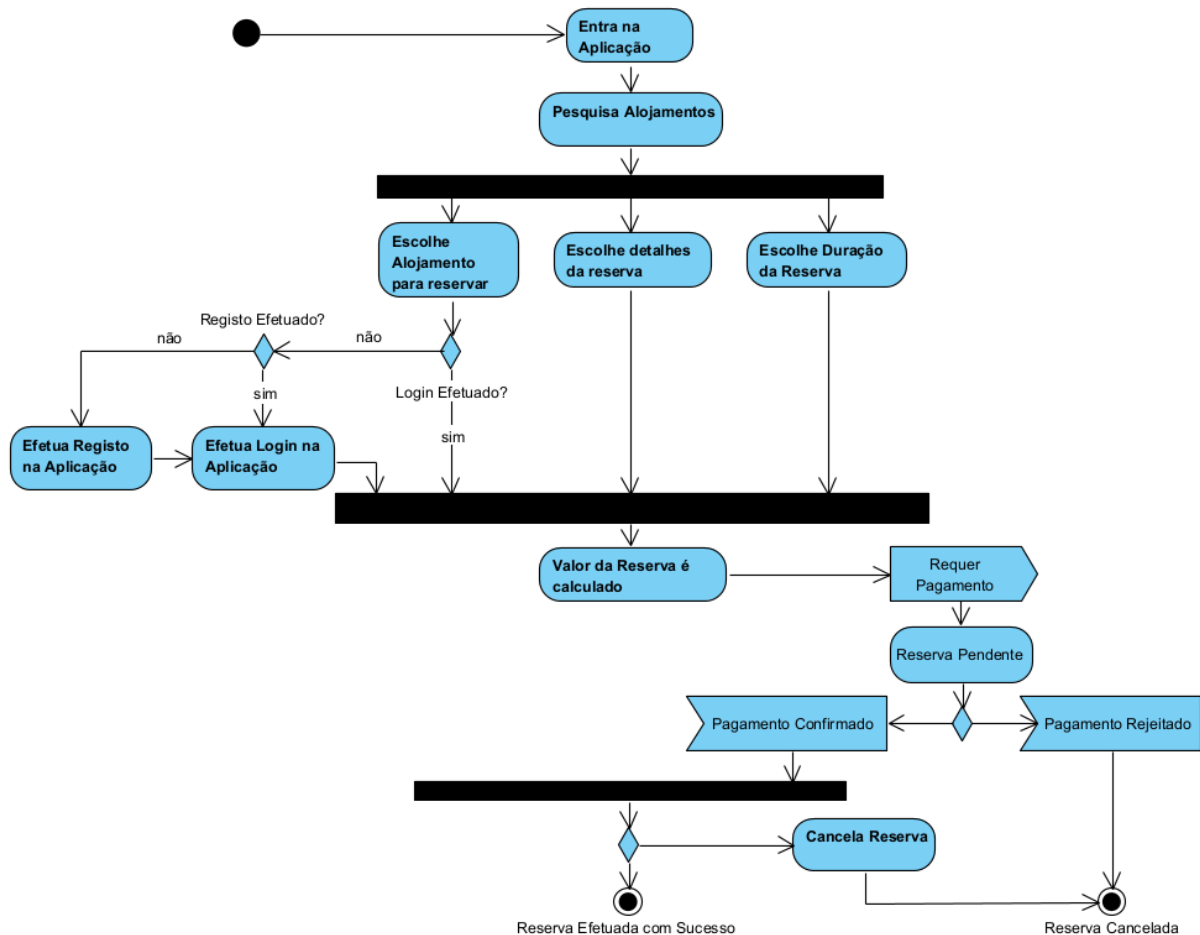 Entra na
Aplicação
Pesquisa Alojamentos
Escolhe
Alojamento
para reservar
Escolhe detalhes
da reserva
Escolhe Duração
da Reserva
Registo Efetuado?
não
não
sim
Login Efetuado?
sim
Efetua Registo
na Aplicação
Efetua Login na
Aplicação
Valor da Reserva é
calculado
Requer
Pagamento
Reserva Pendente
Pagamento Confirmado
Pagamento Rejeitado
Cancela Reserva
Reserva Efetuada com Sucesso
Reserva Cancelada